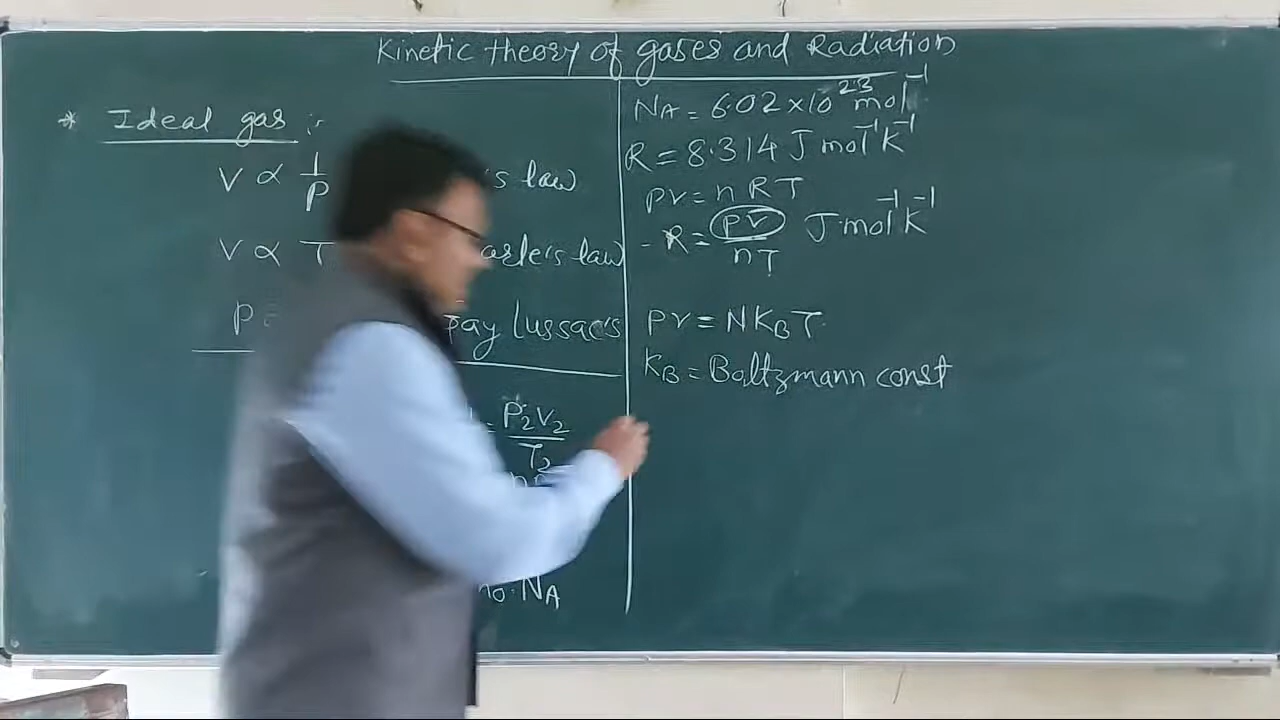 Kinetic theory of gases and Radiation
* Ideal gas :-
V ∝ 1/P 's law
V ∝ T arle's law
P Gay Lussac's
= P₂V₂/T₂
no. N_A
N_A = 6.02 × 10²³ mol⁻¹
R = 8.314 J mol⁻¹ K⁻¹
PV = nRT
R = PV/nT J mol⁻¹ K⁻¹
PV = NK_BT
K_B = Boltzmann const